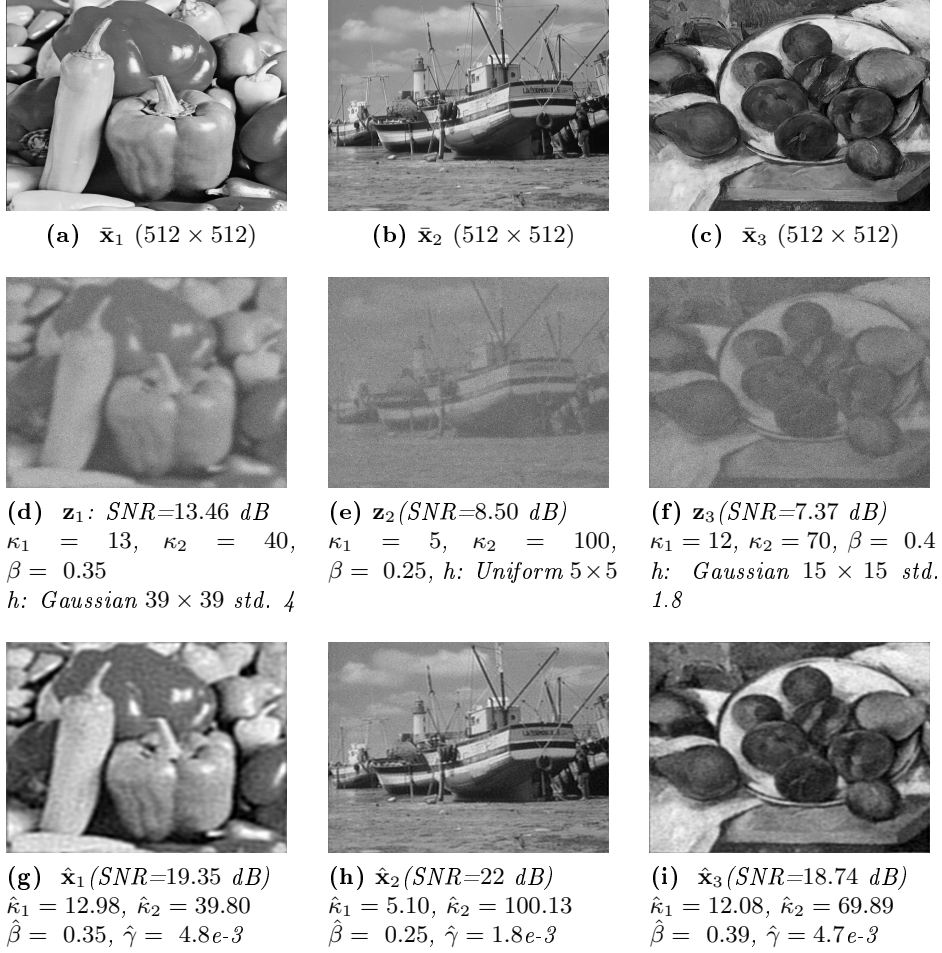 (a) x̄₁ (512 × 512)
(b) x̄₂ (512 × 512)
(c) x̄₃ (512 × 512)
(d) z₁: SNR=13.46 dB
κ₁ = 13, κ₂ = 40,
β = 0.35
h: Gaussian 39 × 39 std. 4
(e) z₂(SNR=8.50 dB)
κ₁ = 5, κ₂ = 100,
β = 0.25, h: Uniform 5×5
(f) z₃(SNR=7.37 dB)
κ₁ = 12, κ₂ = 70, β = 0.4
h: Gaussian 15 × 15 std.
1.8
(g) x̂₁(SNR=19.35 dB)
κ̂₁ = 12.98, κ̂₂ = 39.80
β̂ = 0.35, γ̂ = 4.8e-3
(h) x̂₂(SNR=22 dB)
κ̂₁ = 5.10, κ̂₂ = 100.13
β̂ = 0.25, γ̂ = 1.8e-3
(i) x̂₃(SNR=18.74 dB)
κ̂₁ = 12.08, κ̂₂ = 69.89
β̂ = 0.39, γ̂ = 4.7e-3